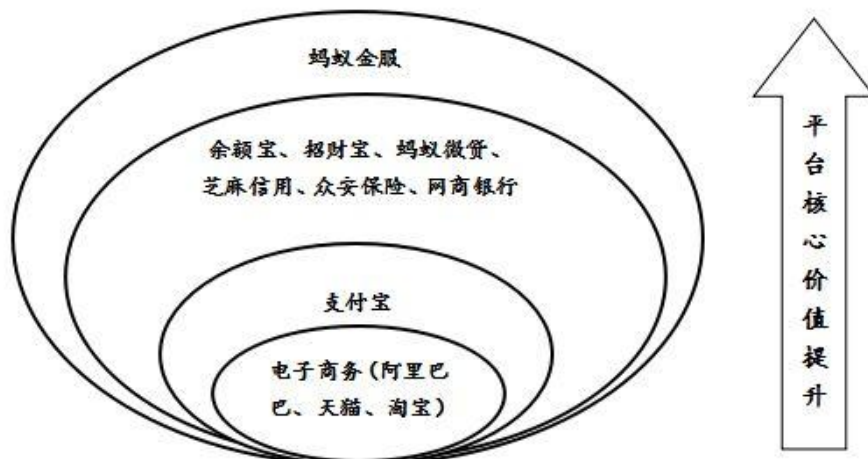 蚂蚁金服
余额宝、招财宝、蚂蚁微贷、
芝麻信用、众安保险、网商银行
支付宝
电子商务(阿里巴
巴、天猫、淘宝)
平台核心价值提升